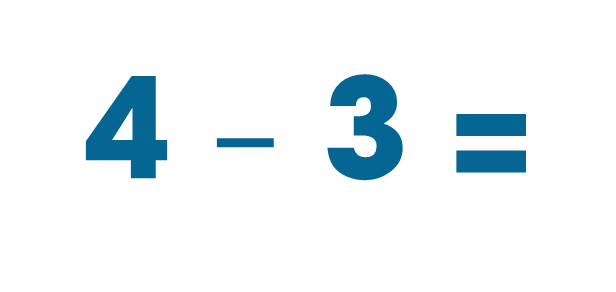 4 – 3 =